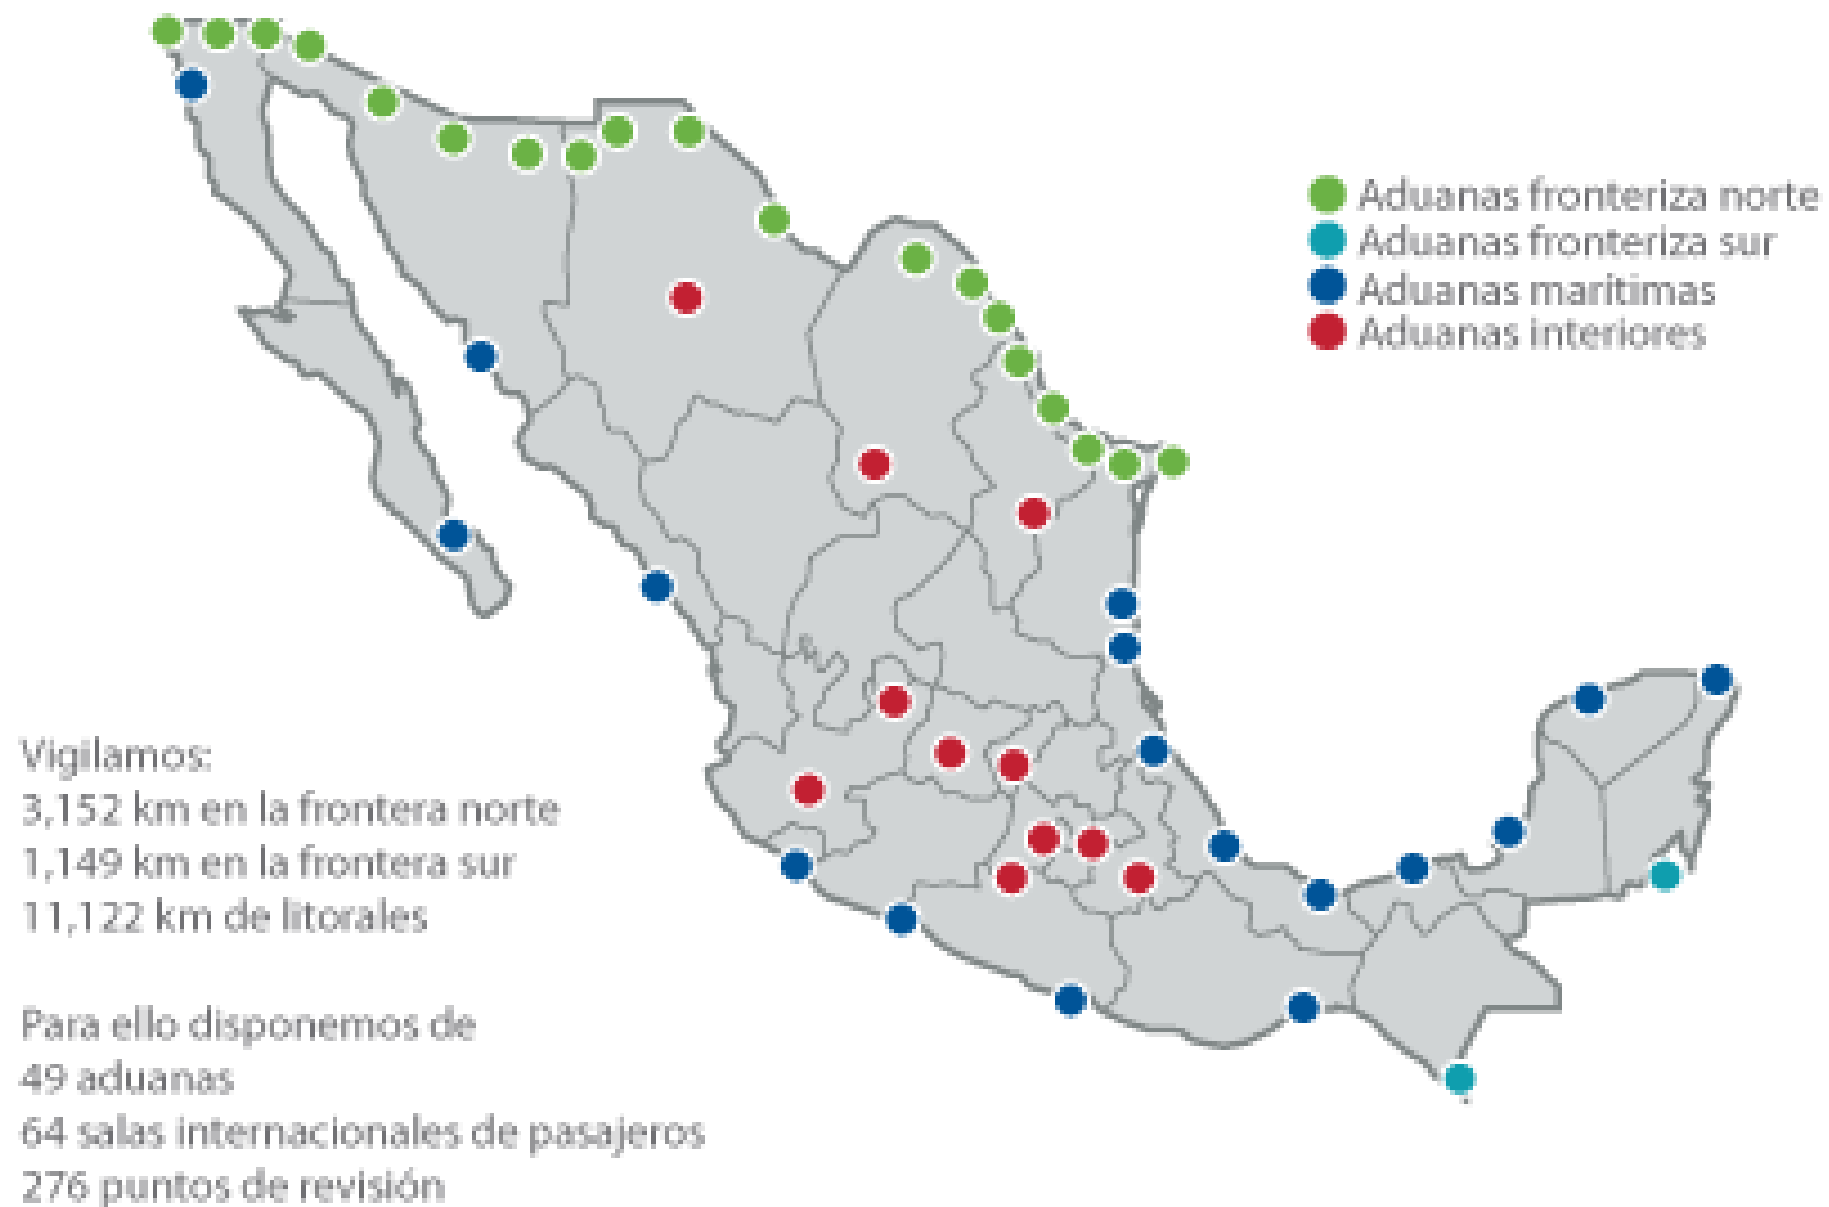 Aduanas fronteriza norte
Aduanas fronteriza sur
Aduanas marítimas
Aduanas interiores
Vigilamos:
3,152 km en la frontera norte
1,149 km en la frontera sur
11,122 km de litorales
Para ello disponemos de
49 aduanas
64 salas internacionales de pasajeros
276 puntos de revisión